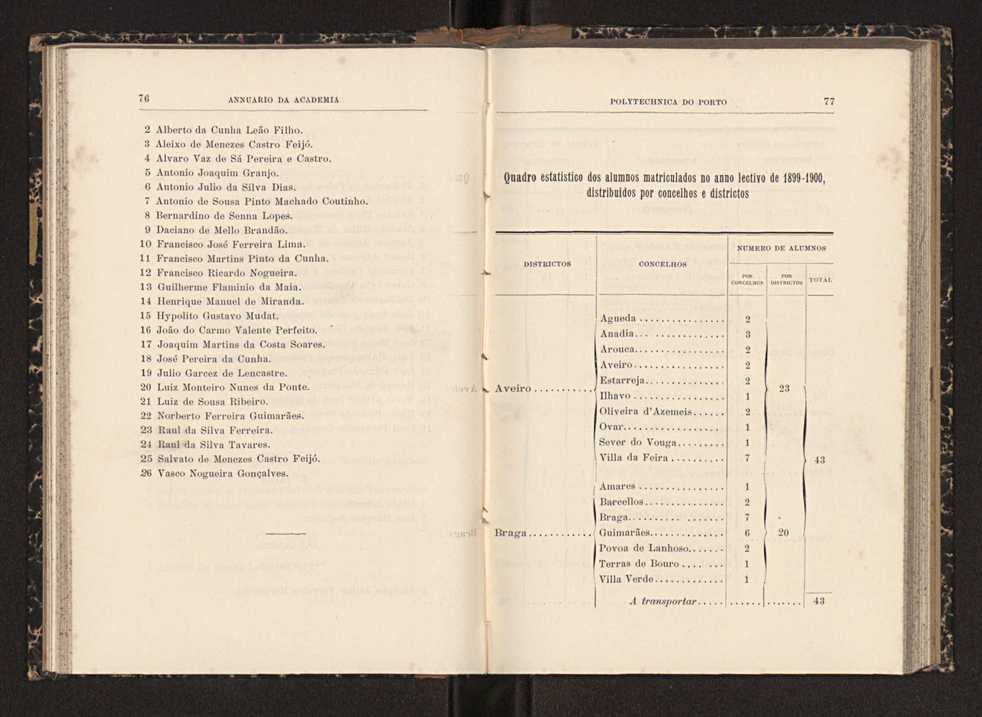 76 ANNUARIO DA ACADEMIA
2 Alberto da Cunha Leão Filho.
3 Aleixo de Menezes Castro Feijó.
4 Alvaro Vaz de Sá Pereira e Castro.
5 Antonio Joaquim Granjo.
6 Antonio Julio da Silva Dias.
7 Antonio de Sousa Pinto Machado Coutinho.
8 Bernardino de Senna Lopes.
9 Daciano de Mello Brandão.
10 Francisco José Ferreira Lima.
11 Francisco Martins Pinto da Cunha.
12 Francisco Ricardo Nogueira.
13 Guilherme Flaminio da Maia.
14 Henrique Manuel de Miranda.
15 Hypolito Gustavo Mudat.
16 João do Carmo Valente Perfeito.
17 Joaquim Martins da Costa Soares.
18 José Pereira da Cunha.
19 Julio Garcez de Lencastre.
20 Luiz Monteiro Nunes da Ponte.
21 Luiz de Sousa Ribeiro.
22 Norberto Ferreira Guimarães.
23 Raul da Silva Ferreira.
24 Raul da Silva Tavares.
25 Salvato de Menezes Castro Feijó.
26 Vasco Nogueira Gonçalves.
POLYTECHNICA DO PORTO 77
Quadro estatistico dos alumnos matriculados no anno lectivo de 1899-1900,
distribuidos por concelhos e districtos
DISTRICTOS CONCELHOS NUMERO DE ALUMNOS
POR CONCELHOS POR DISTRICTOS TOTAL
Agueda ................ 2
Anadia... .............. 3
Arouca.................. 2
Aveiro.................. 2
Estarreja............... 2
Aveiro........... 23
Ilhavo ................. 1
Oliveira d'Azemeis...... 2
Ovar.................... 1
Sever do Vouga......... 1
Villa da Feira .......... 7 43
Amares ................ 1
Barcellos............... 2
Braga.......... ....... 7
Braga............ Guimarães.............. 6 20
Povoa de Lanhoso....... 2
Terras de Bouro .... ... 1
Villa Verde............. 1
A transportar..... ...... ....... 43